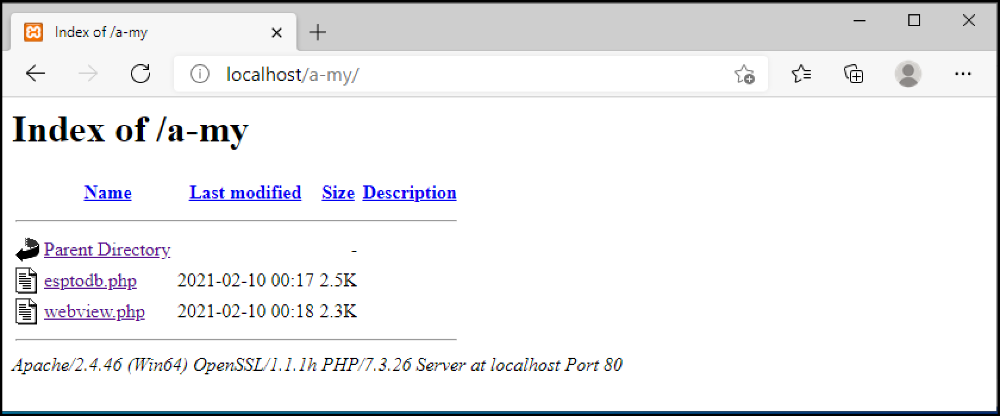 Index of /a-my
localhost/a-my/
Index of /a-my
Name Last modified Size Description
Parent Directory -
esptodb.php 2021-02-10 00:17 2.5K
webview.php 2021-02-10 00:18 2.3K
Apache/2.4.46 (Win64) OpenSSL/1.1.1h PHP/7.3.26 Server at localhost Port 80